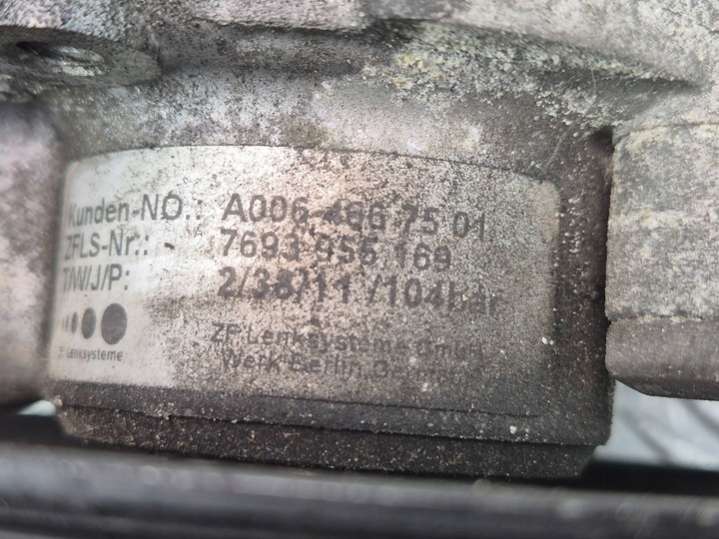 Kunden-NO.: A006 466 75 01
ZFLS-Nr.: 7693 955 169
T/W/J/P: 2/38/11 /104bar
ZF Lenksysteme GmbH
ZF Lenksysteme
Werk Berlin